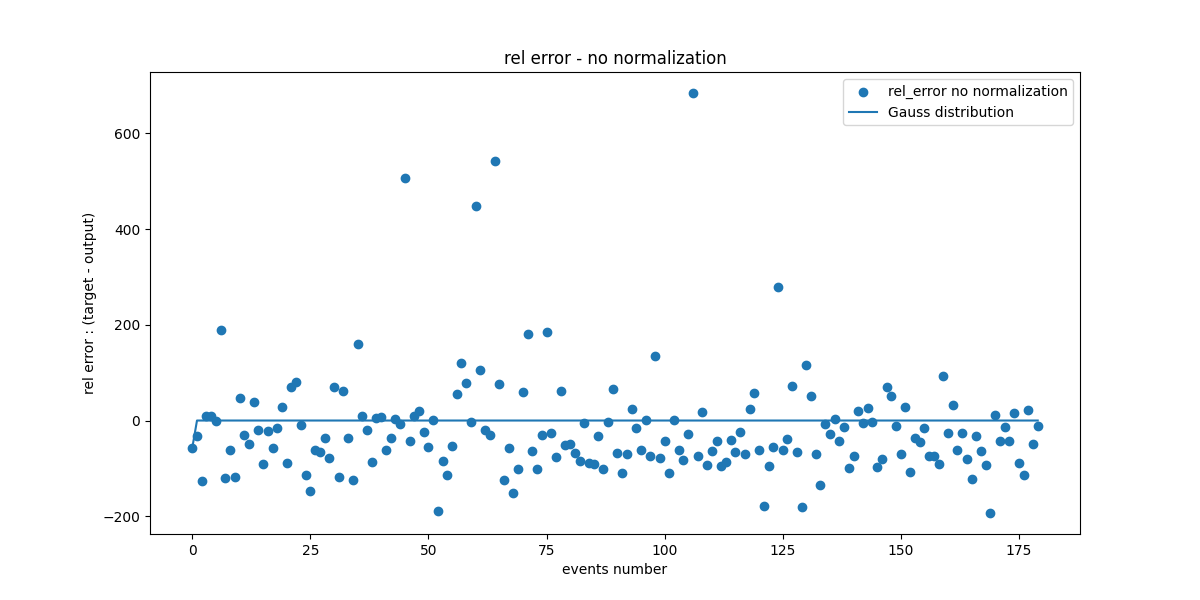 rel error - no normalization
rel_error no normalization
Gauss distribution
rel error : (target - output)
600
400
200
0
−200
0 25 50 75 100 125 150 175
events number